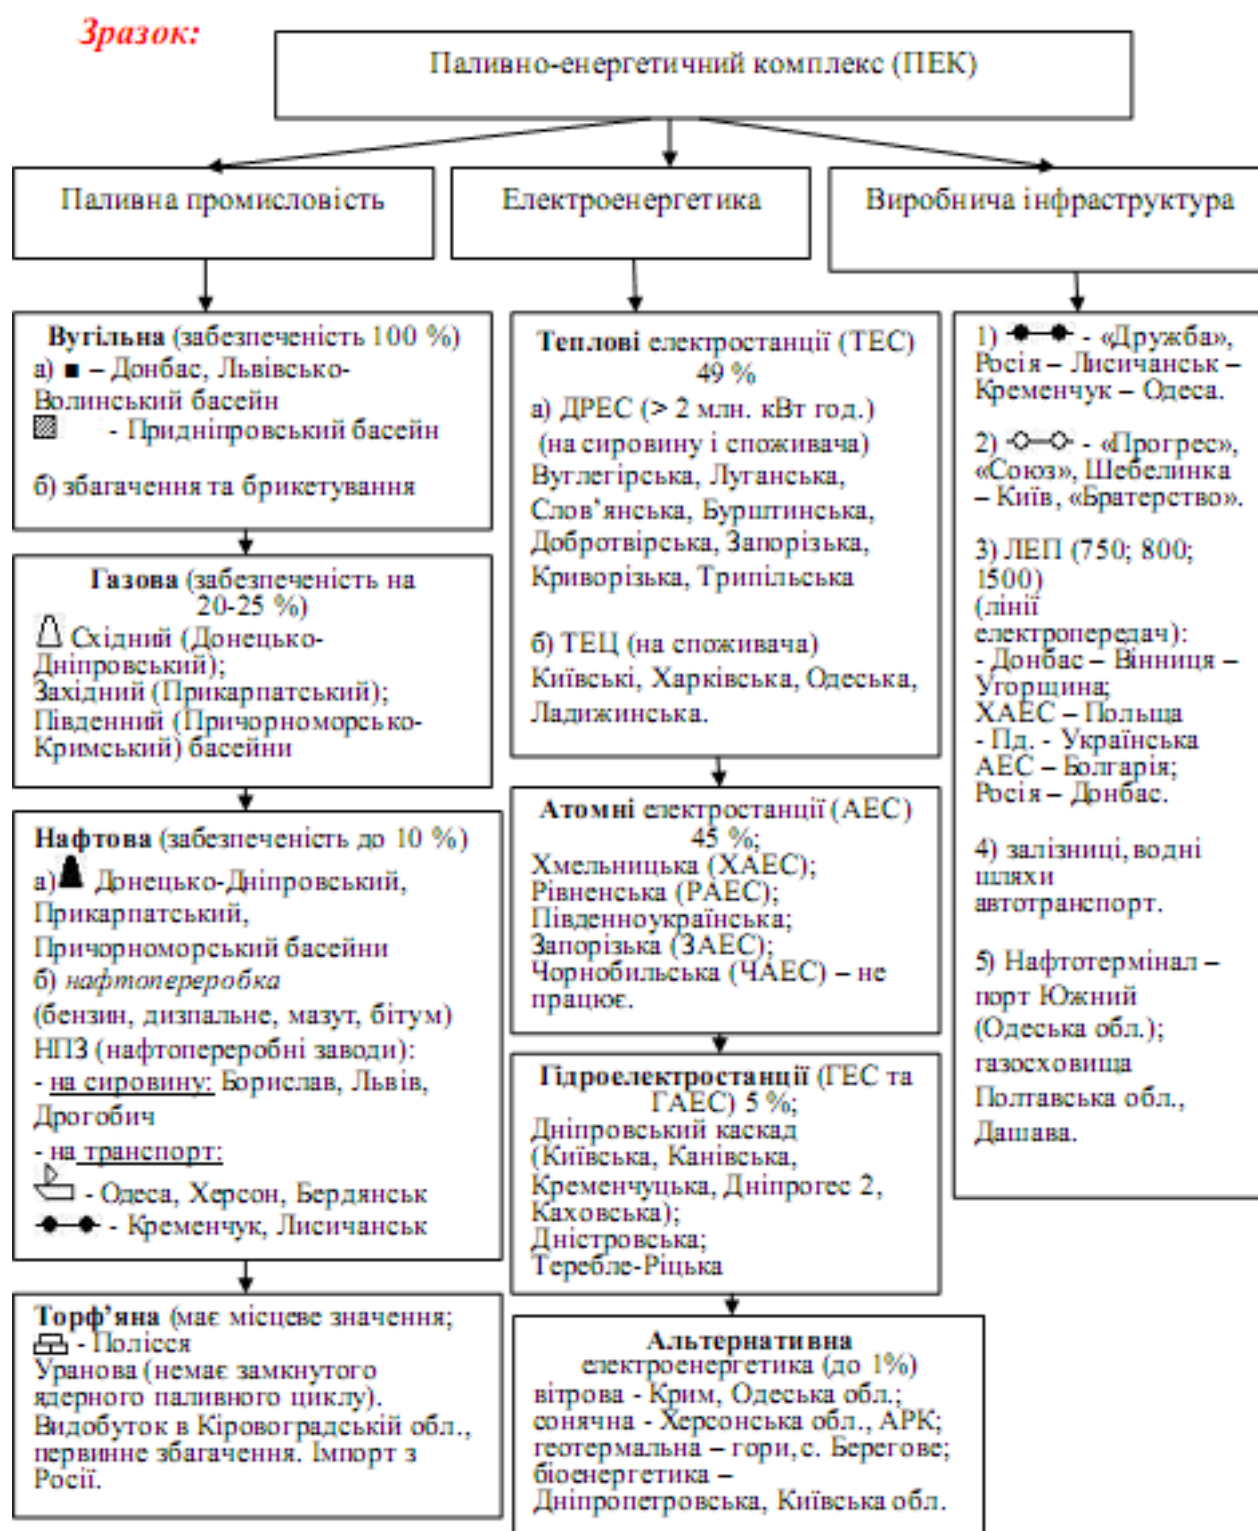 Зразок:
Паливно-енергетичний комплекс (ПЕК)
Паливна промисловість
Електроенергетика
Виробнича інфраструктура
Вугільна (забезпеченість 100 %)
а) ■ – Донбас, Львівсько-
Волинський басейн
- Придніпровський басейн
б) збагачення та брикетування
Газова (забезпеченість на
20-25 %)
Східний (Донецько-
Дніпровський);
Західний (Прикарпатський);
Південний (Причорноморсько-
Кримський) басейни
Нафтова (забезпеченість до 10 %)
а) Донецько-Дніпровський,
Прикарпатський,
Причорноморський басейни
б) нафтопереробка
(бензин, дизпальне, мазут, бітум)
НПЗ (нафтопереробні заводи):
- на сировину: Борислав, Львів,
Дрогобич
- на транспорт:
- Одеса, Херсон, Бердянськ
- Кременчук, Лисичанськ
Торф’яна (має місцеве значення;
- Полісся
Уранова (немає замкнутого
ядерного паливного циклу).
Видобуток в Кіровоградській обл.,
первинне збагачення. Імпорт з
Росії.
Теплові електростанції (ТЕС)
49 %
а) ДРЕС (> 2 млн. кВт год.)
(на сировину і споживача)
Вуглегірська, Луганська,
Слов’янська, Бурштинська,
Добротвірська, Запорізька,
Криворізька, Трипільська
б) ТЕЦ (на споживача)
Київські, Харківська, Одеська,
Ладижинська.
Атомні електростанції (АЕС)
45 %;
Хмельницька (ХАЕС);
Рівненська (РАЕС);
Південноукраїнська;
Запорізька (ЗАЕС);
Чорнобильська (ЧАЕС) – не
працює.
Гідроелектростанції (ГЕС та
ГАЕС) 5 %;
Дніпровський каскад
(Київська, Канівська,
Кременчуцька, Дніпрогес 2,
Каховська);
Дністровська;
Теребле-Ріцька
Альтернативна
електроенергетика (до 1%)
вітрова - Крим, Одеська обл.;
сонячна - Херсонська обл., АРК;
геотермальна – гори, с. Берегове;
біоенергетика –
Дніпропетровська, Київська обл.
1) - «Дружба»,
Росія – Лисичанськ –
Кременчук – Одеса.
2) - «Прогрес»,
«Союз», Шебелинка
– Київ, «Братерство».
3) ЛЕП (750; 800;
1500)
(лінії
електропередач):
- Донбас – Вінниця –
Угорщина;
ХАЕС – Польща
- Пд. - Українська
АЕС – Болгарія;
Росія – Донбас.
4) залізниці, водні
шляхи
автотранспорт.
5) Нафтотермінал –
порт Южний
(Одеська обл.);
газосховища
Полтавська обл.,
Дашава.